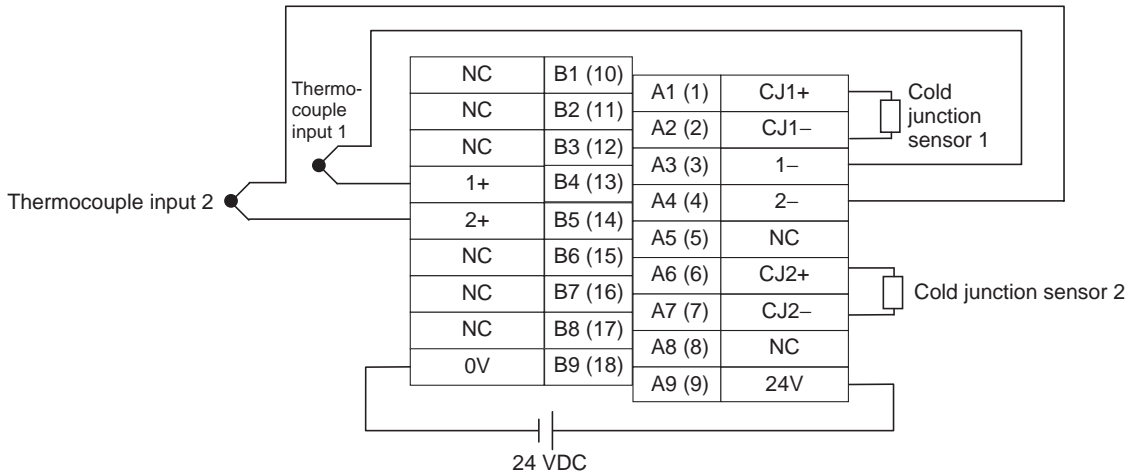 Thermo-
couple
input 1
Thermocouple input 2
NC B1 (10)
NC B2 (11)
NC B3 (12)
1+ B4 (13)
2+ B5 (14)
NC B6 (15)
NC B7 (16)
NC B8 (17)
0V B9 (18)
A1 (1) CJ1+
A2 (2) CJ1−
A3 (3) 1−
A4 (4) 2−
A5 (5) NC
A6 (6) CJ2+
A7 (7) CJ2−
A8 (8) NC
A9 (9) 24V
Cold
junction
sensor 1
Cold junction sensor 2
24 VDC